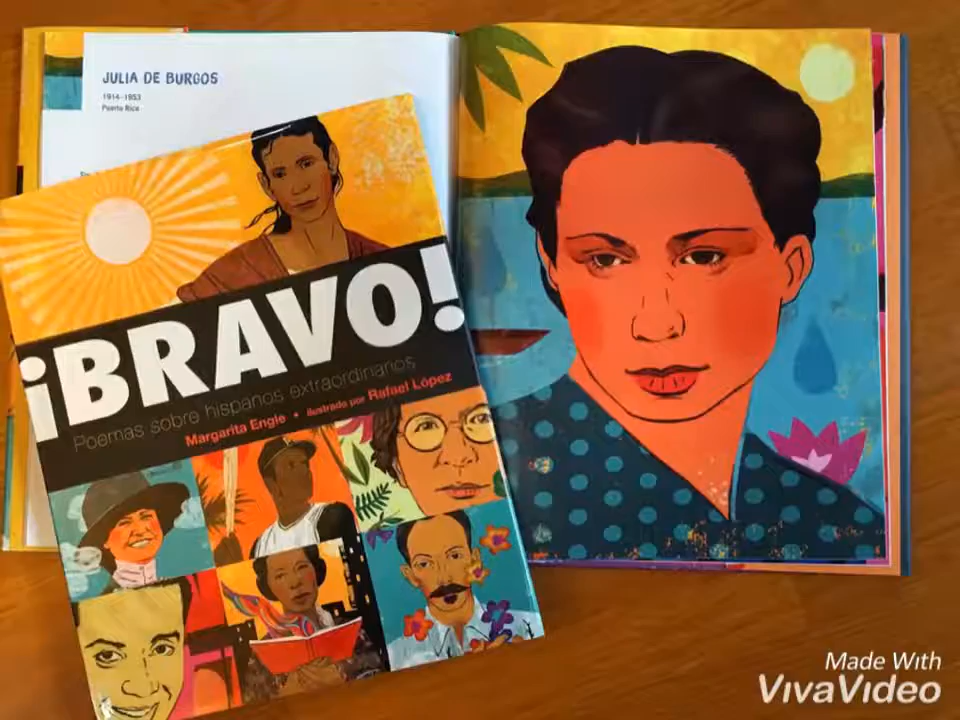 JULIA DE BURGOS
1914–1953
Puerto Rico
¡BRAVO!
Poemas sobre hispanos extraordinarios
Margarita Engle • ilustrado por Rafael López
Made With
VivaVideo